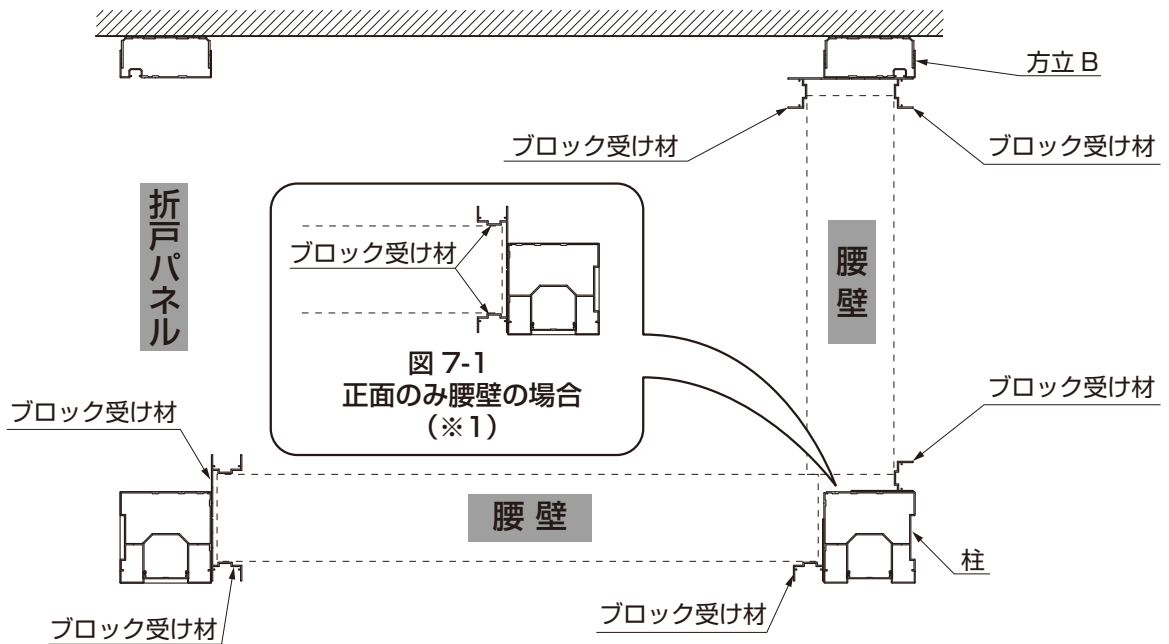 方立 B
ブロック受け材
ブロック受け材
折戸パネル
ブロック受け材
腰壁
図 7-1
正面のみ腰壁の場合
（※1）
ブロック受け材
ブロック受け材
腰 壁
柱
ブロック受け材
ブロック受け材